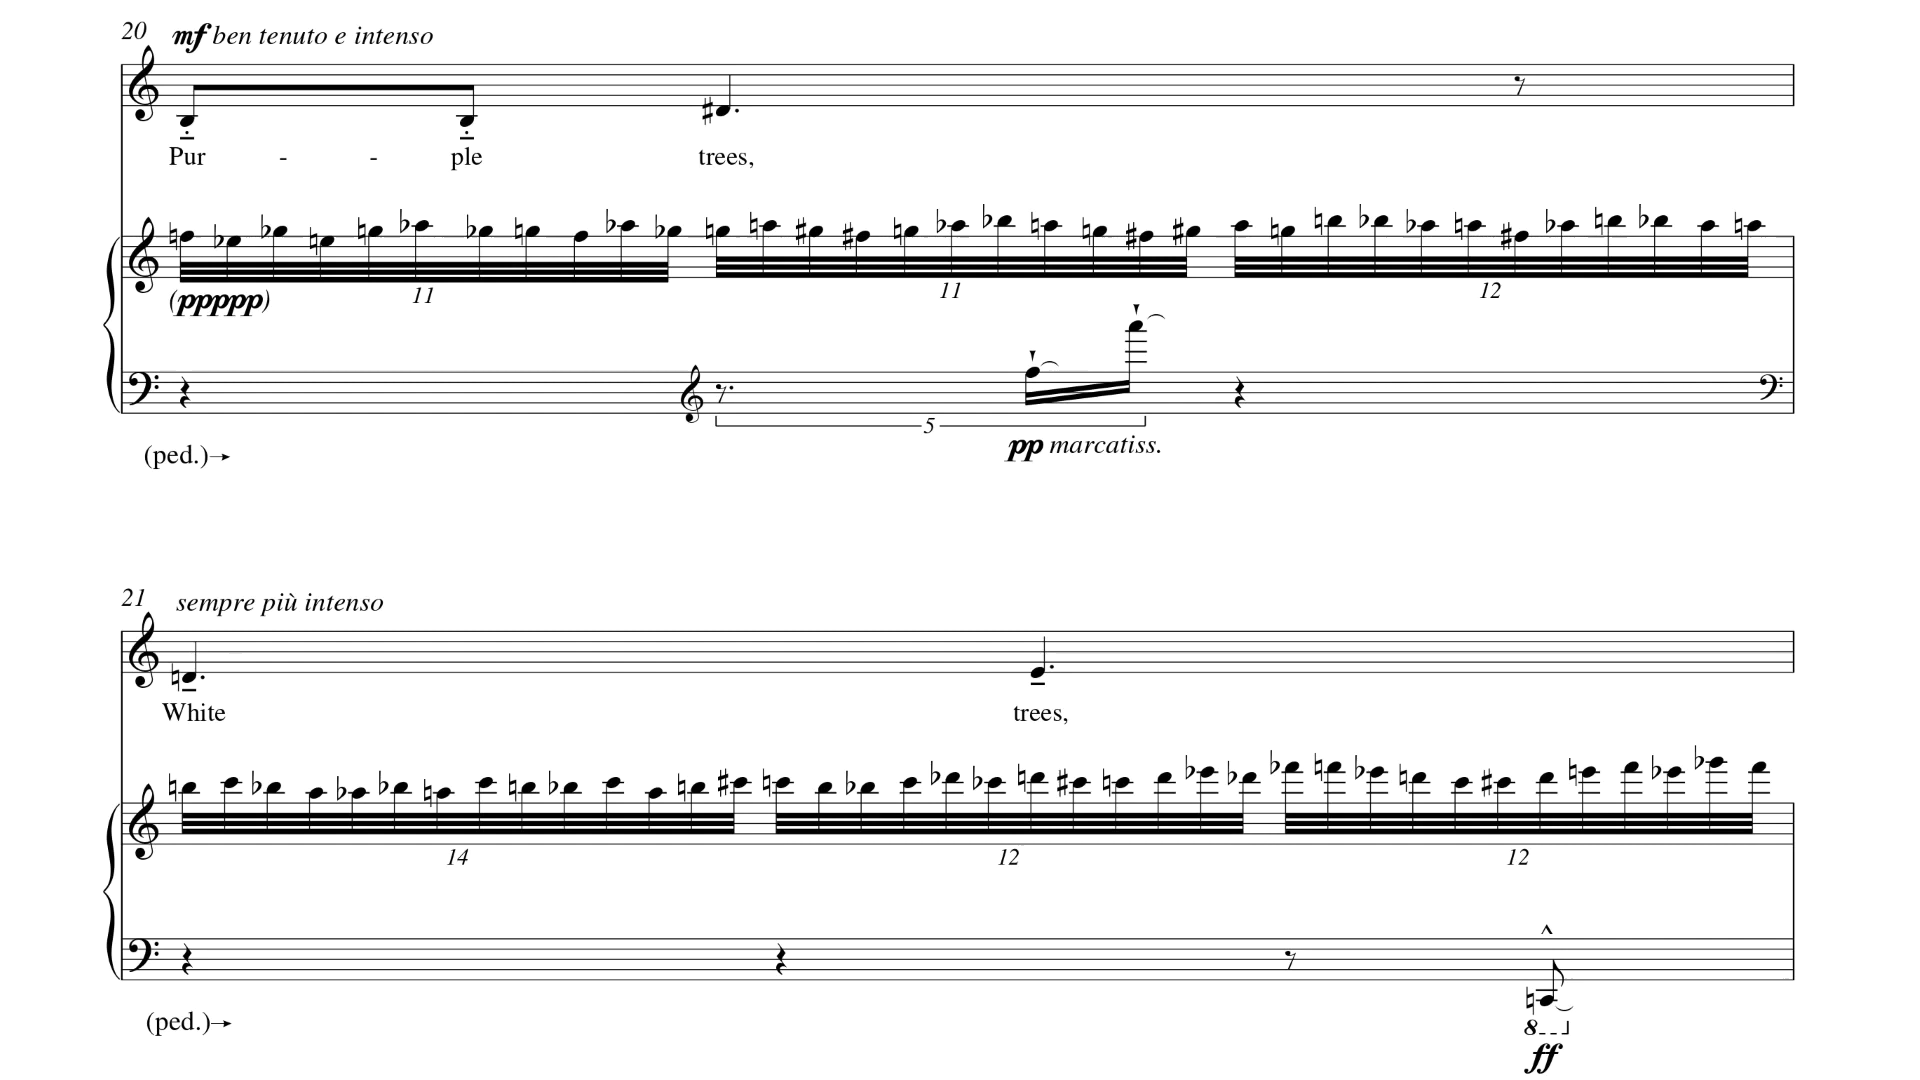 20 mf ben tenuto e intenso
Pur - - ple trees,
(ppppp) 11 11 12
5
pp marcatiss.
(ped.)→
21 sempre più intenso
White trees,
14 12 12
(ped.)→
8
ff